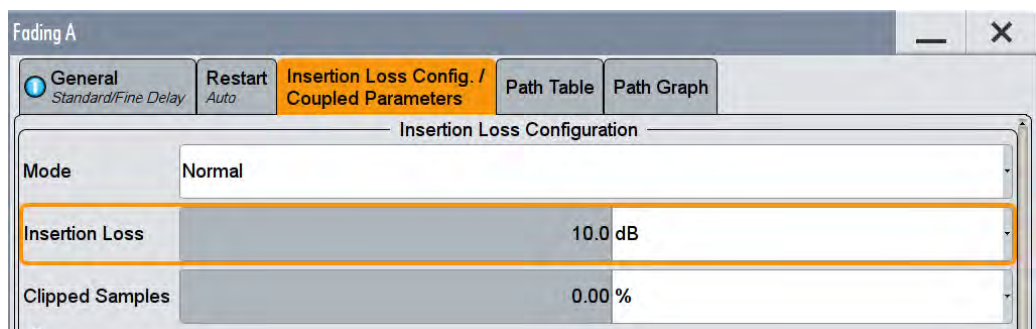 Fading A
General
Standard/Fine Delay
Restart
Auto
Insertion Loss Config. /
Coupled Parameters
Path Table
Path Graph
Insertion Loss Configuration
Mode Normal
Insertion Loss 10.0 dB
Clipped Samples 0.00 %